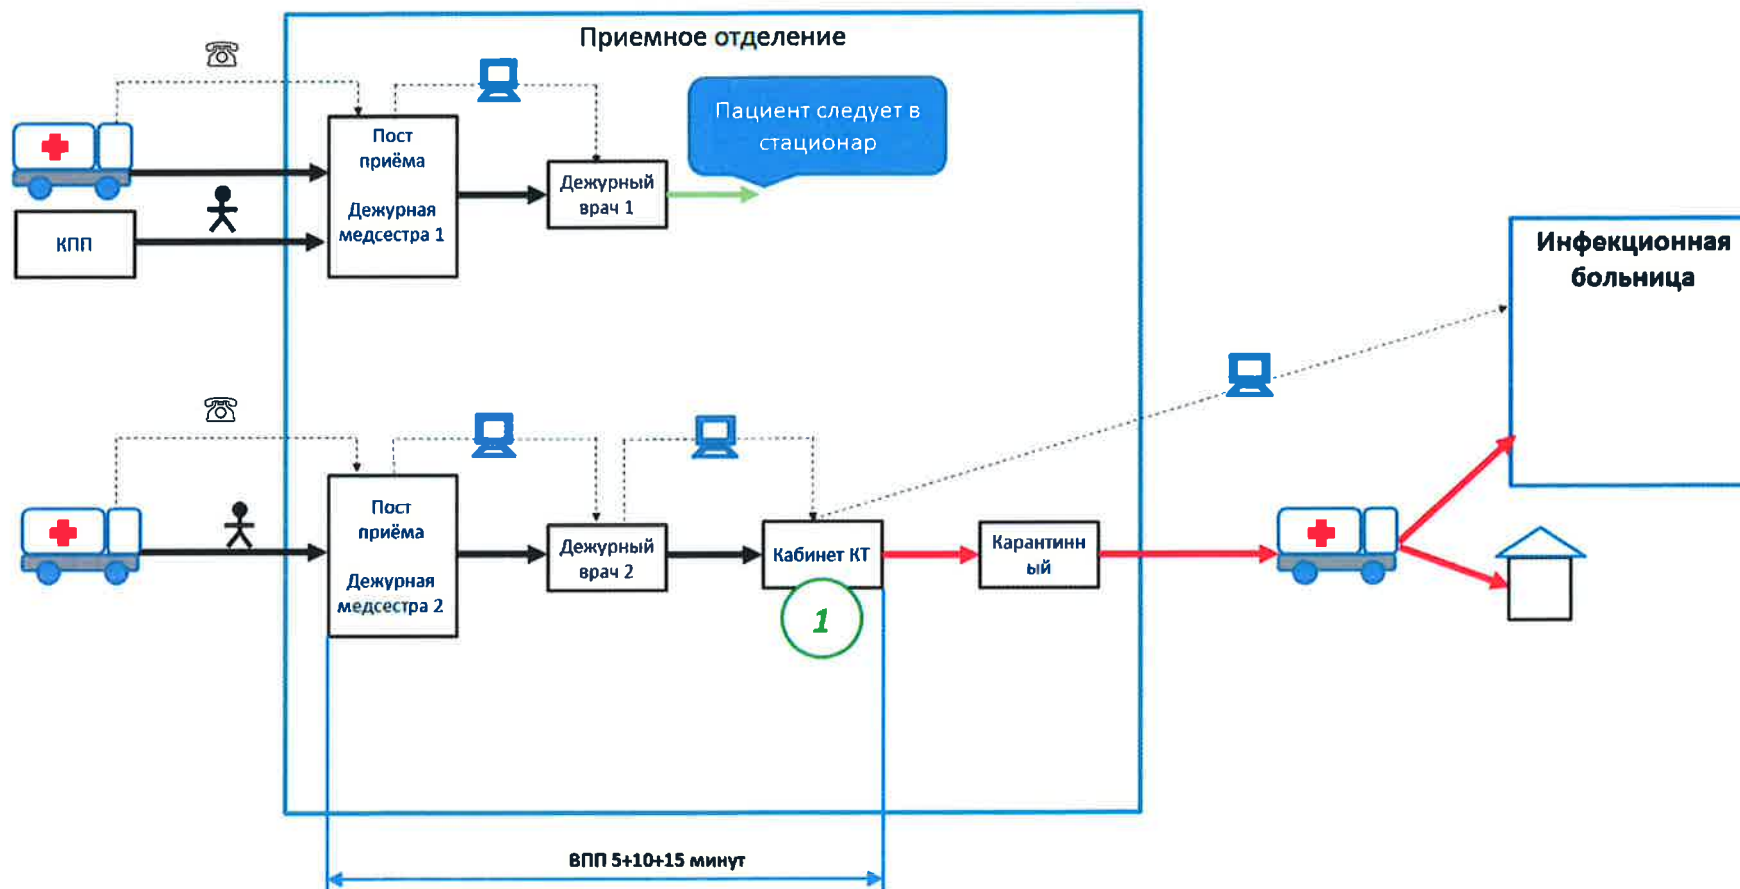 Приемное отделение
Пациент следует в
стационар
Пост
приёма
Дежурная
медсестра 1
Дежурный
врач 1
КПП
Инфекционная
больница
Пост
приёма
Дежурная
медсестра 2
Дежурный
врач 2
Кабинет КТ
Карантинн
ый
1
ВПП 5+10+15 минут